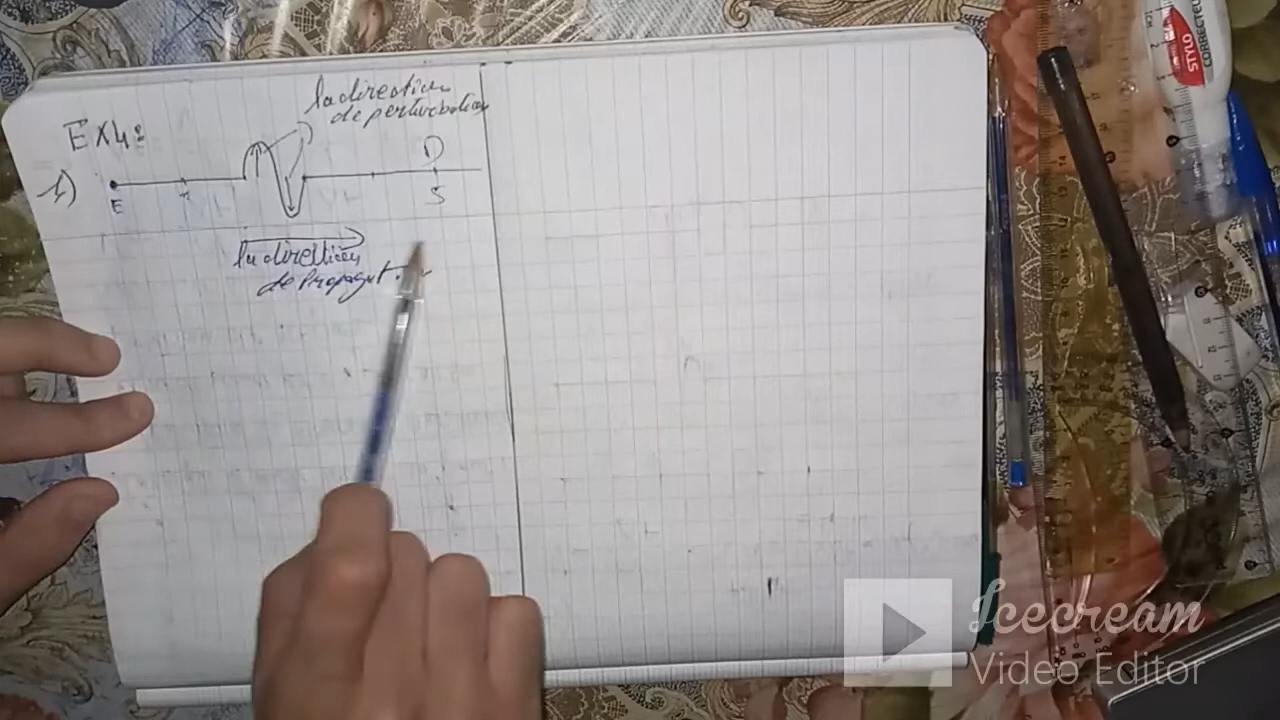 la direction
de perturbation
EX4:
1)
D
E
S
la direction
de Propagat
STYLO
CORRECTEUR
Icecream
Video Editor